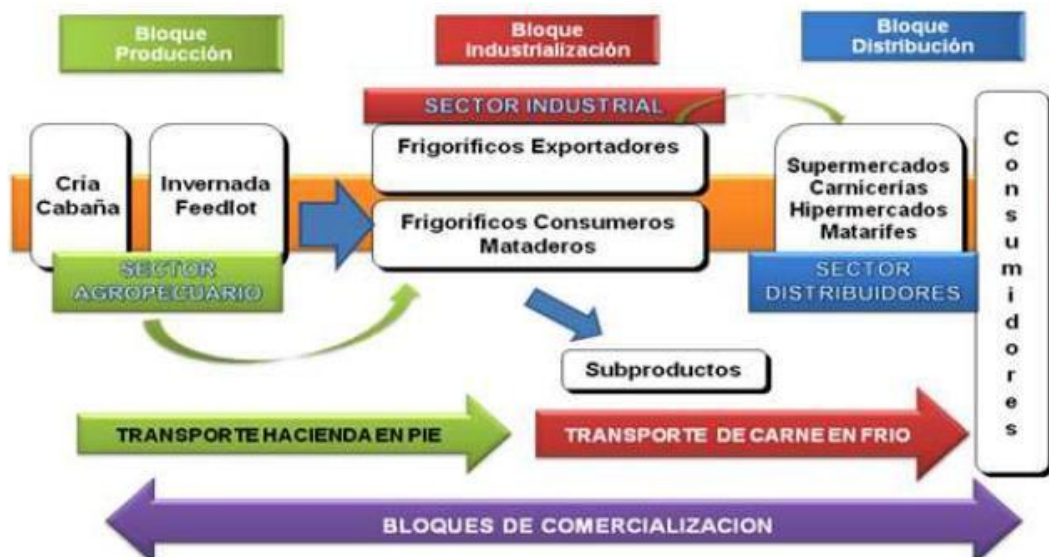 Bloque
Producción
Bloque
Industrialización
Bloque
Distribución
SECTOR INDUSTRIAL
Cría
Cabaña
Invernada
Feedlot
SECTOR
AGROPECUARIO
Frigoríficos Exportadores
Frigoríficos Consumeros
Mataderos
Supermercados
Carnicerías
Hipermercados
Matarifes
SECTOR
DISTRIBUIDORES
Consumidores
Subproductos
TRANSPORTE HACIENDA EN PIE
TRANSPORTE DE CARNE EN FRIO
BLOQUES DE COMERCIALIZACION